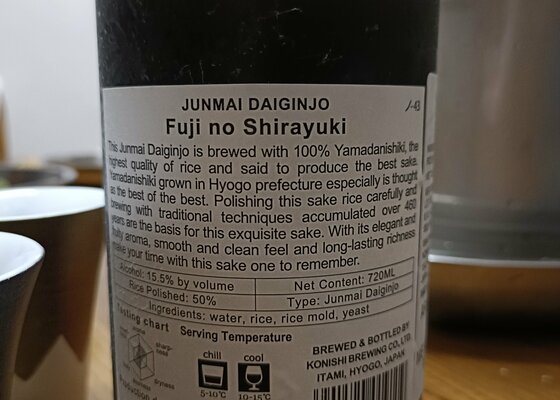 JUNMAI DAIGINJO
Fuji no Shirayuki
This Junmai Daiginjo is brewed with 100% Yamadanishiki, the
highest quality of rice and said to produce the best sake.
Yamadanishiki grown in Hyogo prefecture especially is thought
as the best of the best. Polishing this sake rice carefully and
brewing with traditional techniques accumulated over 460
years are the basis for this exquisite sake. With its elegant and
fruity aroma, smooth and clean feel and long-lasting richness
make your time with this sake one to remember.
Alcohol: 15.5% by volume Net Content: 720ML
Rice Polished: 50% Type: Junmai Daiginjo
Ingredients: water, rice, rice mold, yeast
Tasting chart Serving Temperature
aroma
sharpness
dryness
chill cool
5-10℃ 10-15℃
BREWED & BOTTLED BY
KONISHI BREWING CO., LTD.
ITAMI, HYOGO, JAPAN